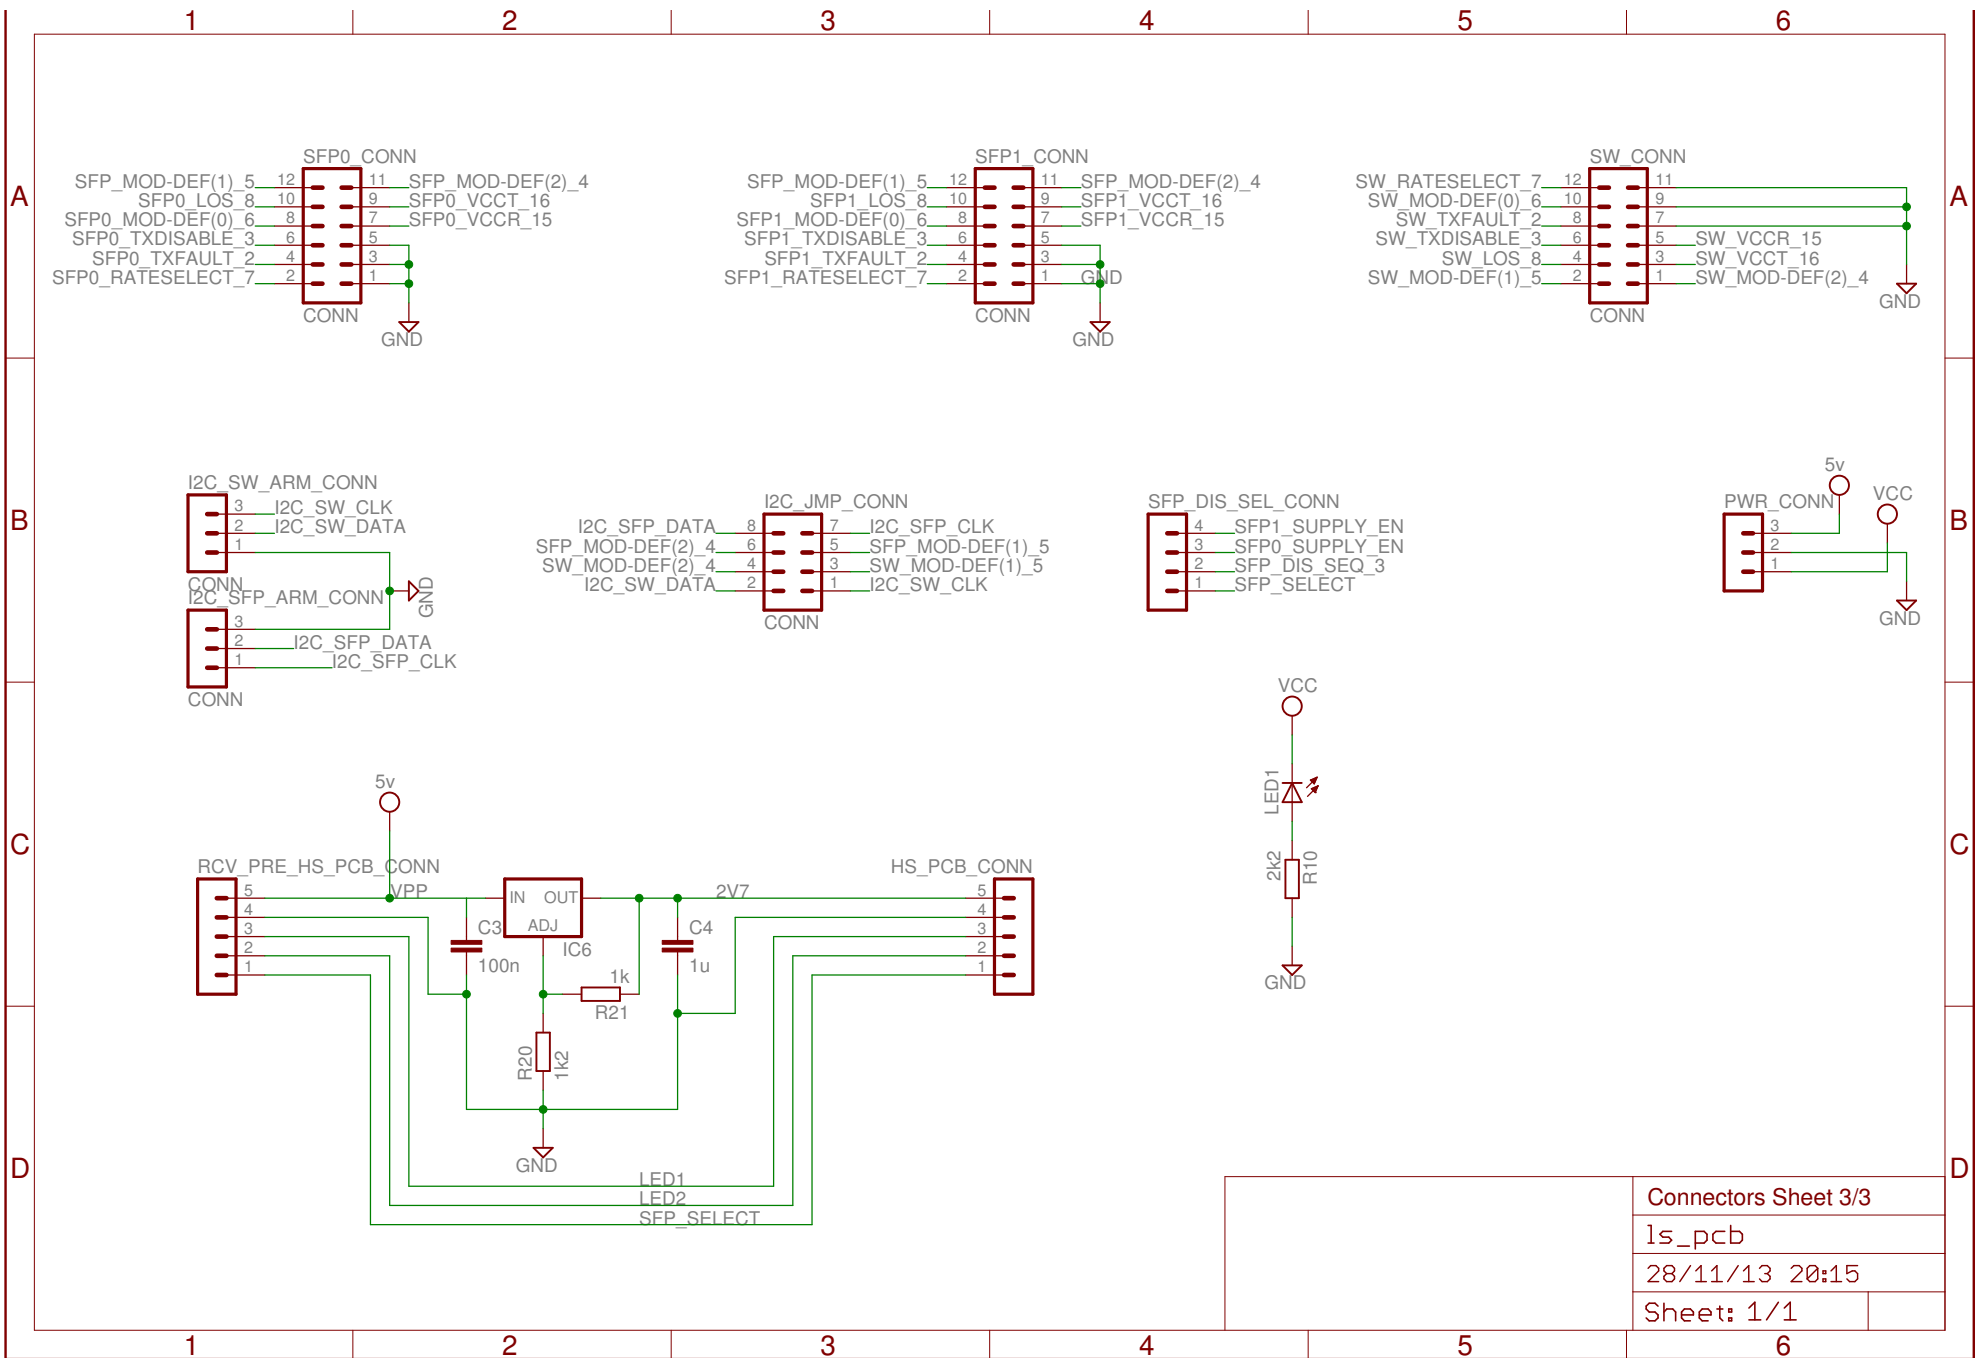 1 2 3 4 5 6
A A
SFP0_CONN
SFP_MOD-DEF(1)_5 12 11 SFP_MOD-DEF(2)_4
SFP0_LOS_8 10 9 SFP0_VCCT_16
SFP0_MOD-DEF(0)_6 8 7 SFP0_VCCR_15
SFP0_TXDISABLE_3 6 5
SFP0_TXFAULT_2 4 3
SFP0_RATESELECT_7 2 1
CONN
GND
SFP1_CONN
SFP_MOD-DEF(1)_5 12 11 SFP_MOD-DEF(2)_4
SFP1_LOS_8 10 9 SFP1_VCCT_16
SFP1_MOD-DEF(0)_6 8 7 SFP1_VCCR_15
SFP1_TXDISABLE_3 6 5
SFP1_TXFAULT_2 4 3
SFP1_RATESELECT_7 2 1 GND
CONN
GND
SW_CONN
SW_RATESELECT_7 12 11
SW_MOD-DEF(0)_6 10 9
SW_TXFAULT_2 8 7
SW_TXDISABLE_3 6 5 SW_VCCR_15
SW_LOS_8 4 3 SW_VCCT_16
SW_MOD-DEF(1)_5 2 1 SW_MOD-DEF(2)_4
CONN
GND
B B
I2C_SW_ARM_CONN
3 I2C_SW_CLK
2 I2C_SW_DATA
1
CONN
GND
I2C_SFP_ARM_CONN
3
2 I2C_SFP_DATA
1 I2C_SFP_CLK
CONN
I2C_JMP_CONN
I2C_SFP_DATA 8 7 I2C_SFP_CLK
SFP_MOD-DEF(2)_4 6 5 SFP_MOD-DEF(1)_5
SW_MOD-DEF(2)_4 4 3 SW_MOD-DEF(1)_5
I2C_SW_DATA 2 1 I2C_SW_CLK
CONN
SFP_DIS_SEL_CONN
4 SFP1_SUPPLY_EN
3 SFP0_SUPPLY_EN
2 SFP_DIS_SEQ_3
1 SFP_SELECT
5v
VCC
PWR_CONN
3
2
1
GND
C C
VCC
LED1
2k2 R10
GND
5v
RCV_PRE_HS_PCB_CONN
5 VPP
4
3
2
1
IN OUT
ADJ
IC6
C3
100n
1k
R21
R20 1k2
GND
C4
1u
2V7
HS_PCB_CONN
5
4
3
2
1
D D
LED1
LED2
SFP_SELECT
Connectors Sheet 3/3
ls_pcb
28/11/13 20:15
Sheet: 1/1
1 2 3 4 5 6